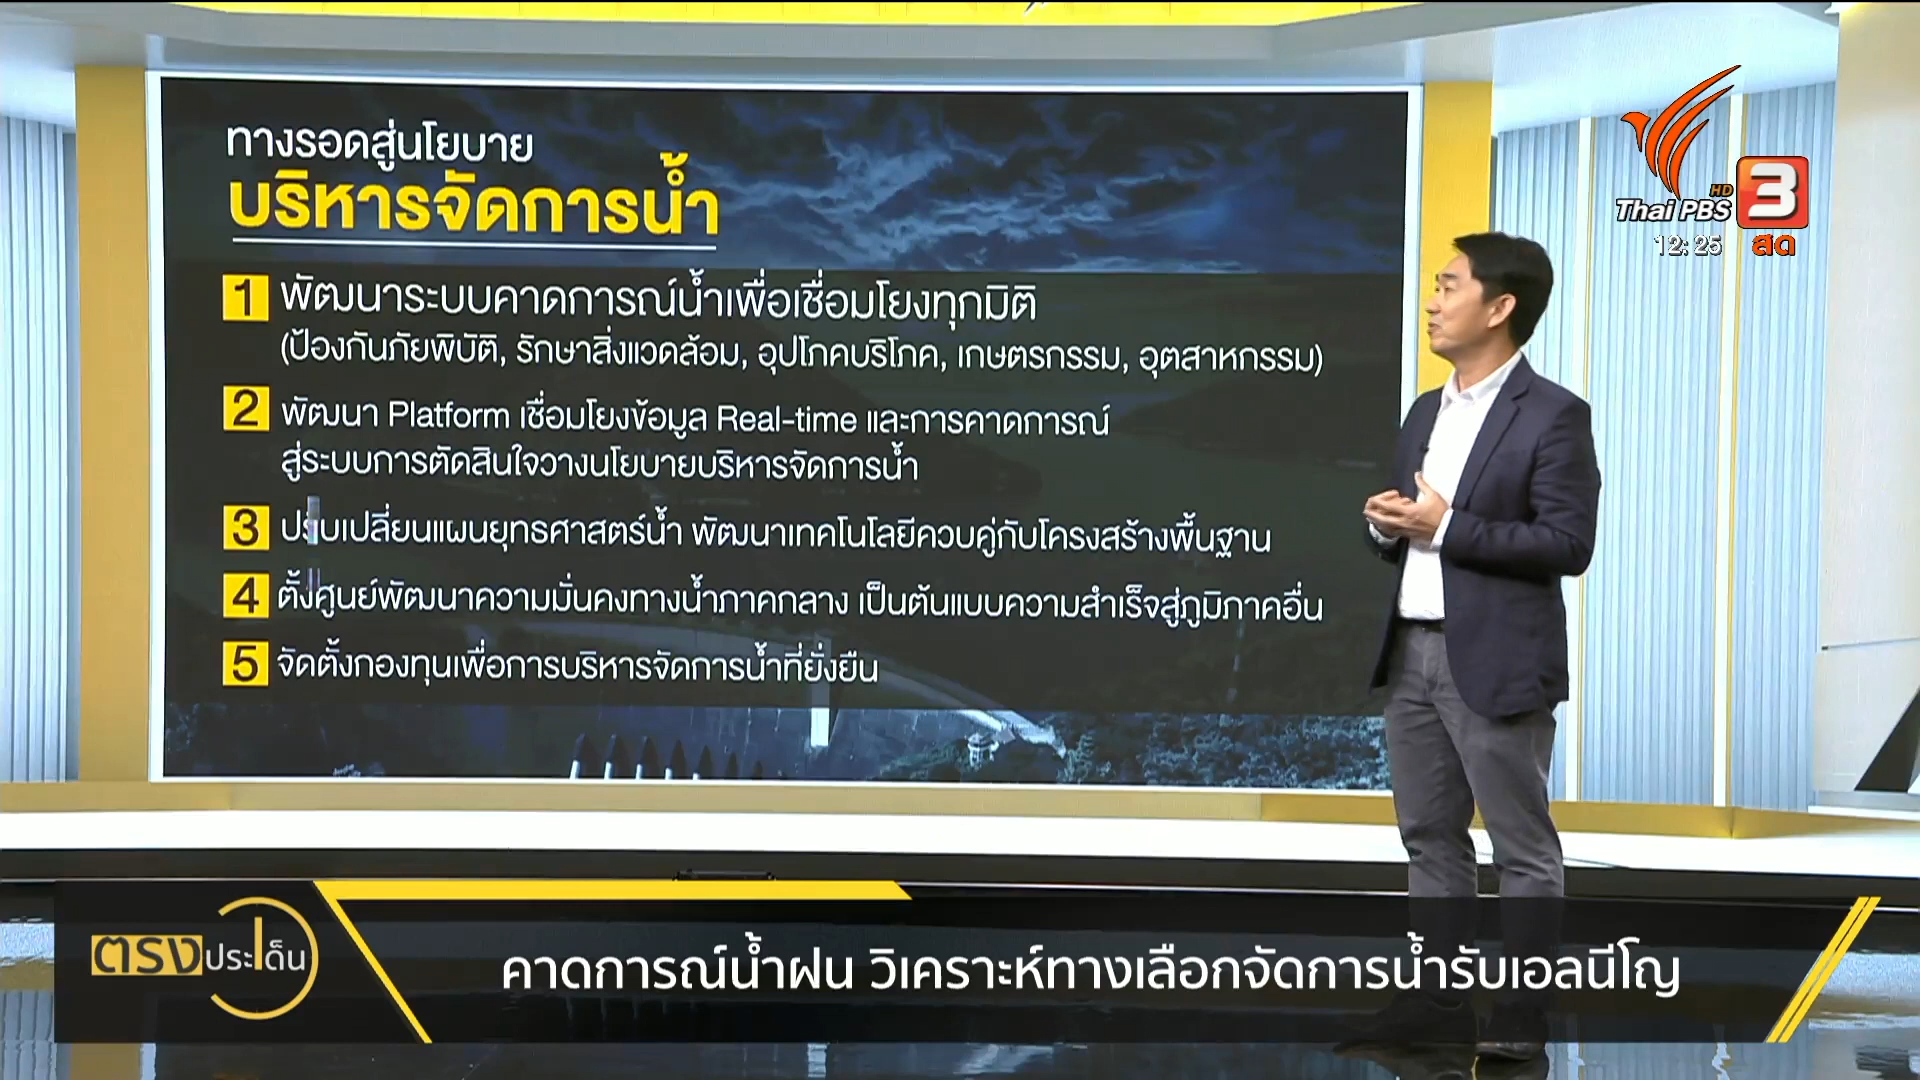 ทางรอดสู่นโยบาย
บริหารจัดการน้ำ
1 พัฒนาระบบคาดการณ์น้ำเพื่อเชื่อมโยงทุกมิติ
(ป้องกันภัยพิบัติ, รักษาสิ่งแวดล้อม, อุปโภคบริโภค, เกษตรกรรม, อุตสาหกรรม)
2 พัฒนา Platform เชื่อมโยงข้อมูล Real-time และการคาดการณ์
สู่ระบบการตัดสินใจวางนโยบายบริหารจัดการน้ำ
3 ปรับเปลี่ยนแผนยุทธศาสตร์น้ำ พัฒนาเทคโนโลยีควบคู่กับโครงสร้างพื้นฐาน
4 ตั้งศูนย์พัฒนาความมั่นคงทางน้ำภาคกลาง เป็นต้นแบบความสำเร็จสู่ภูมิภาคอื่น
5 จัดตั้งกองทุนเพื่อการบริหารจัดการน้ำที่ยั่งยืน
HD
Thai PBS 3
12:25 สด
ตรงประเด็น
คาดการณ์น้ำฝน วิเคราะห์ทางเลือกจัดการน้ำรับเอลนีโญ